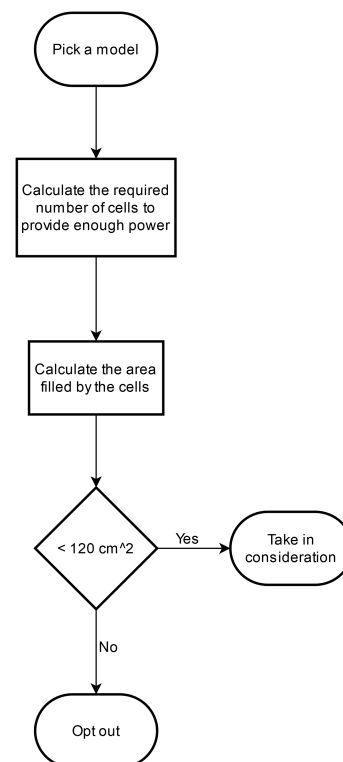 Pick a model
Calculate the required
number of cells to
provide enough power
Calculate the area
filled by the cells
< 120 cm^2
Yes
Take in
consideration
No
Opt out